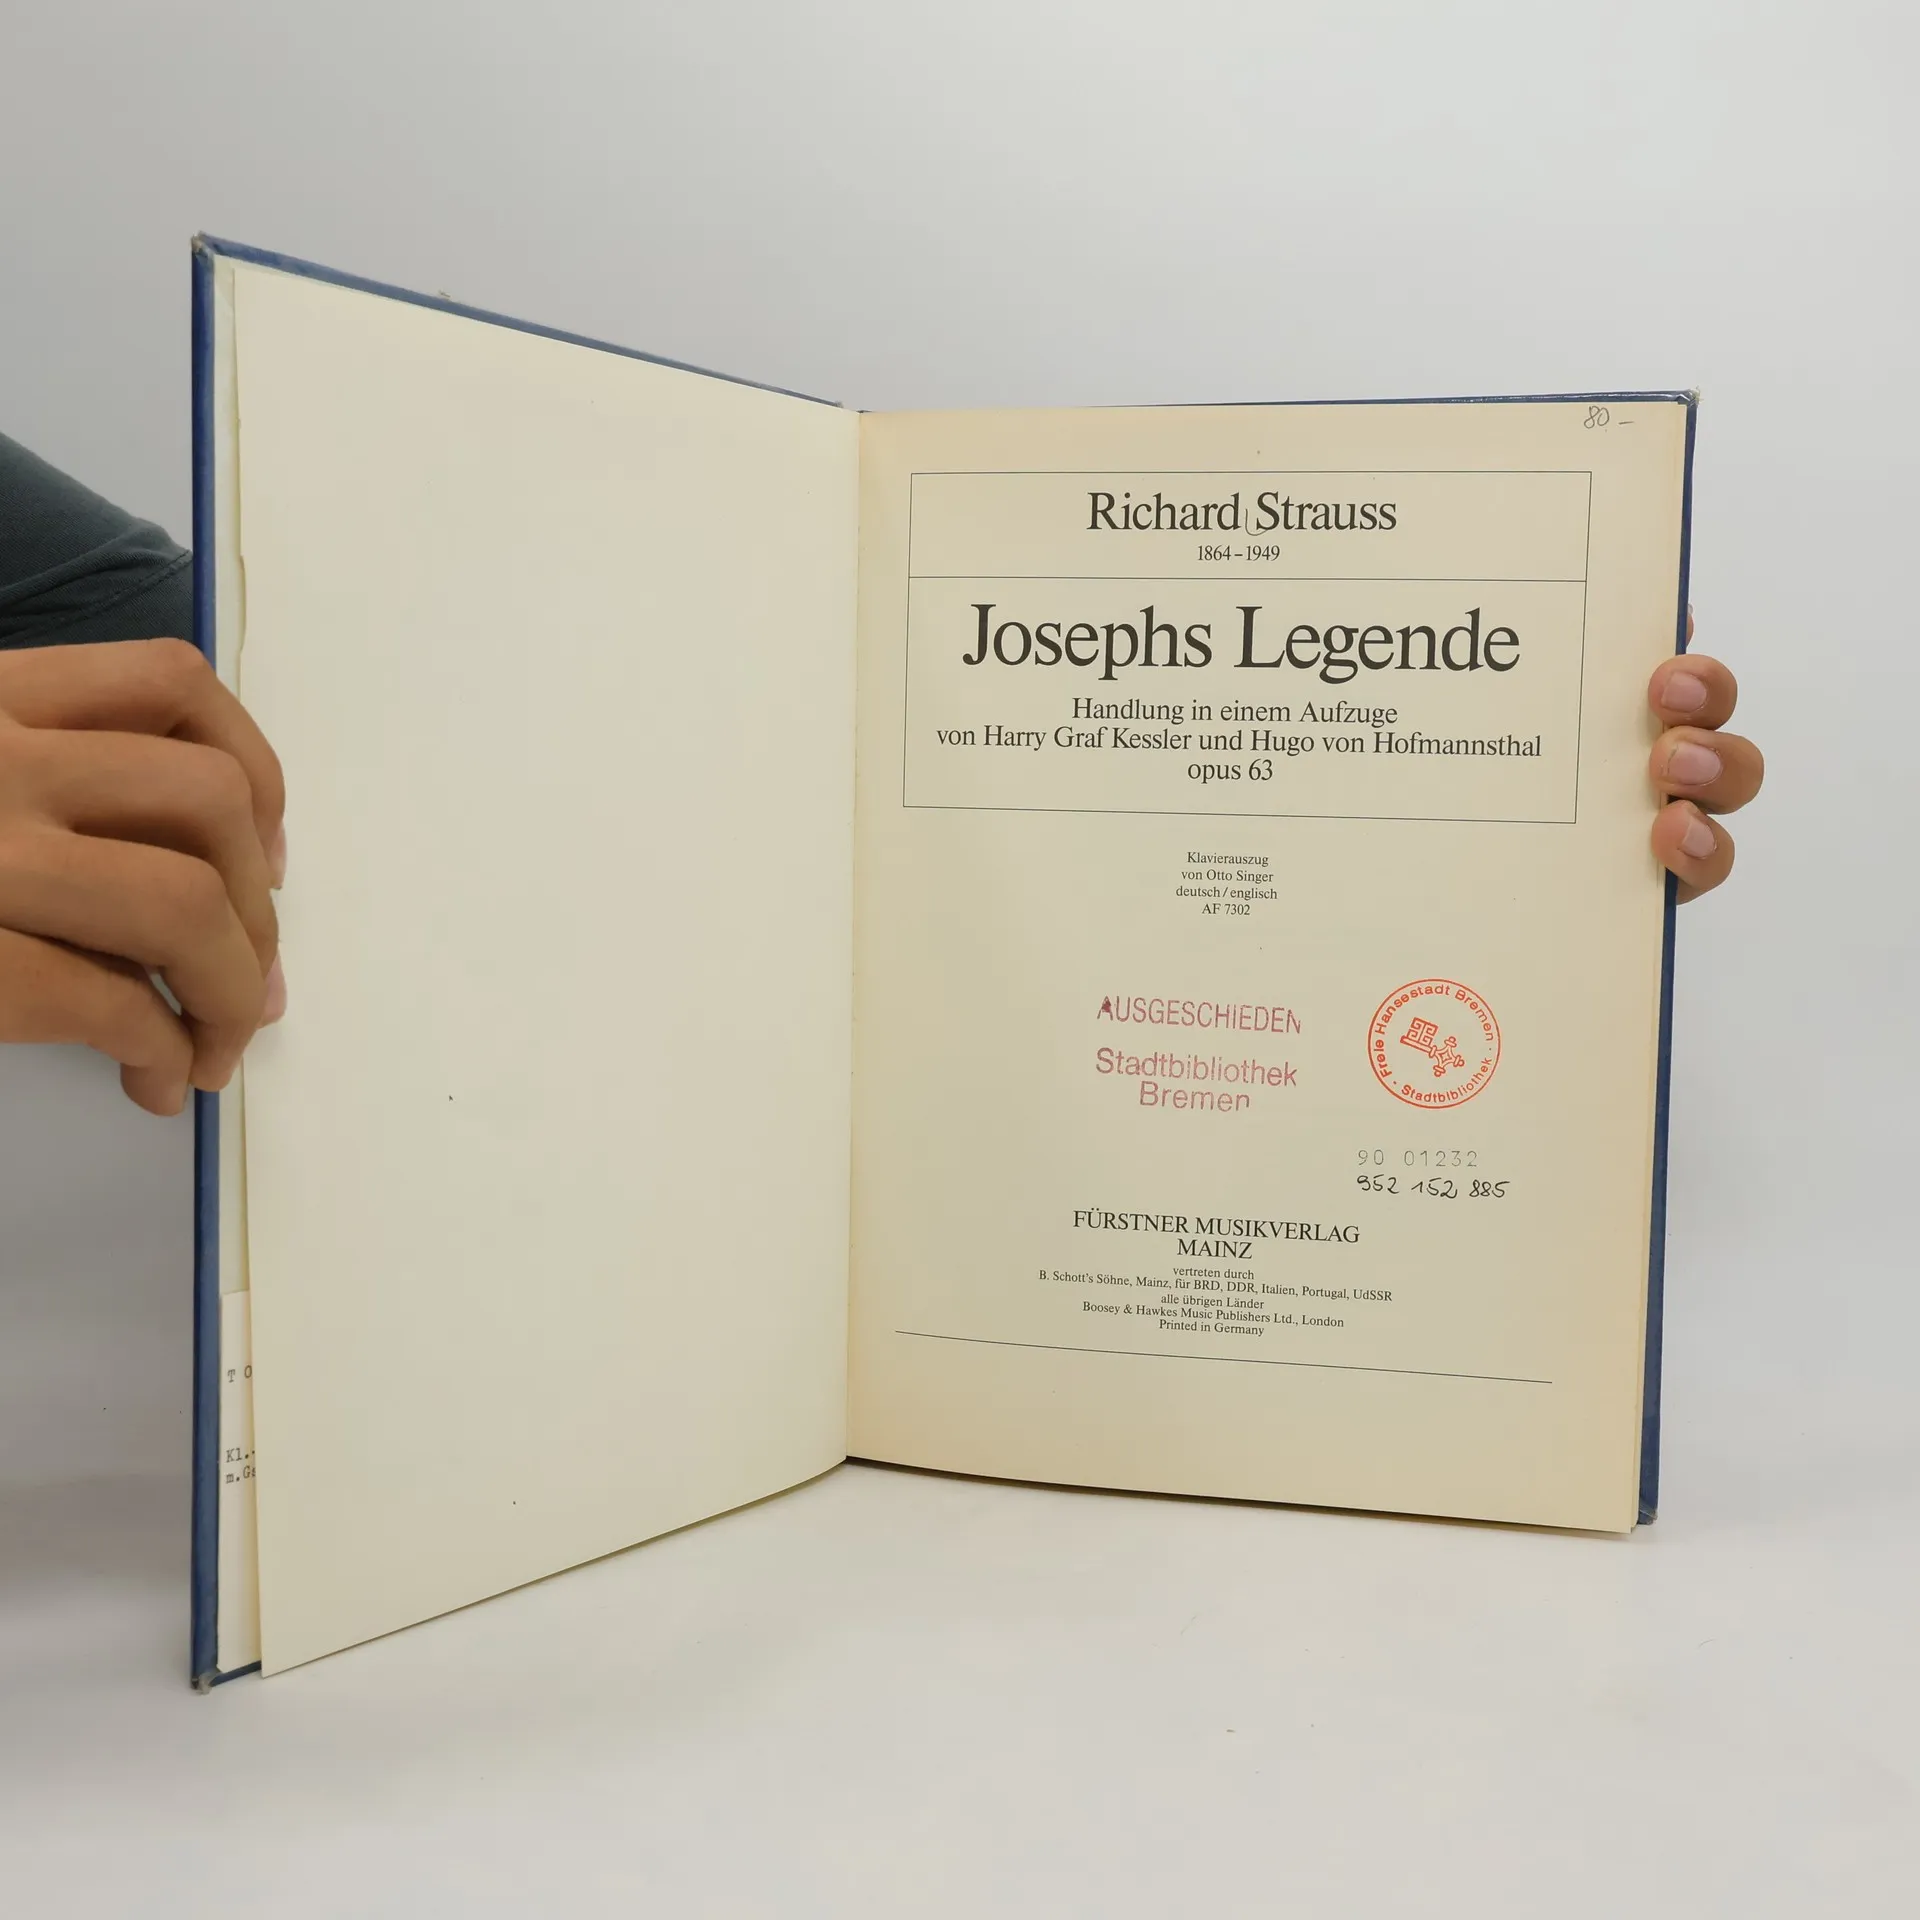 80.–
Richard Strauss
1864–1949
Josephs Legende
Handlung in einem Aufzuge
von Harry Graf Kessler und Hugo von Hofmannsthal
opus 63
Klavierauszug
von Otto Singer
deutsch / englisch
AF 7302
AUSGESCHIEDEN
Stadtbibliothek
Bremen
Freie Hansestadt Bremen · Stadtbibliothek ·
90 01232
952 152 885
FÜRSTNER MUSIKVERLAG
MAINZ
vertreten durch
B. Schott's Söhne, Mainz, für BRD, DDR, Italien, Portugal, UdSSR
alle übrigen Länder
Boosey & Hawkes Music Publishers Ltd., London
Printed in Germany
T O
Kl.-
m.G